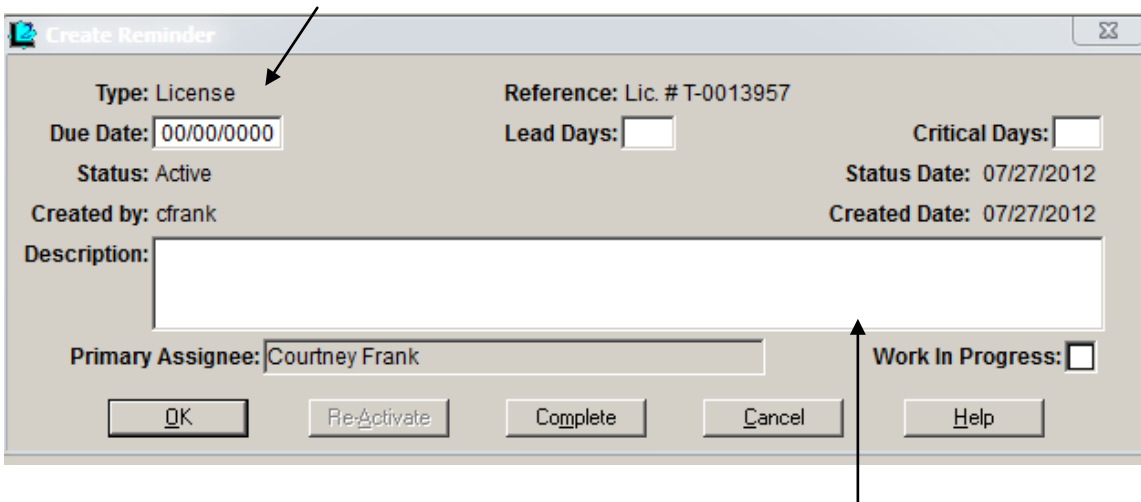 Create Reminder
Type: License Reference: Lic. # T-0013957
Due Date: 00/00/0000 Lead Days: Critical Days:
Status: Active Status Date: 07/27/2012
Created by: cfrank Created Date: 07/27/2012
Description:
Primary Assignee: Courtney Frank Work In Progress:
OK Re-Activate Complete Cancel Help